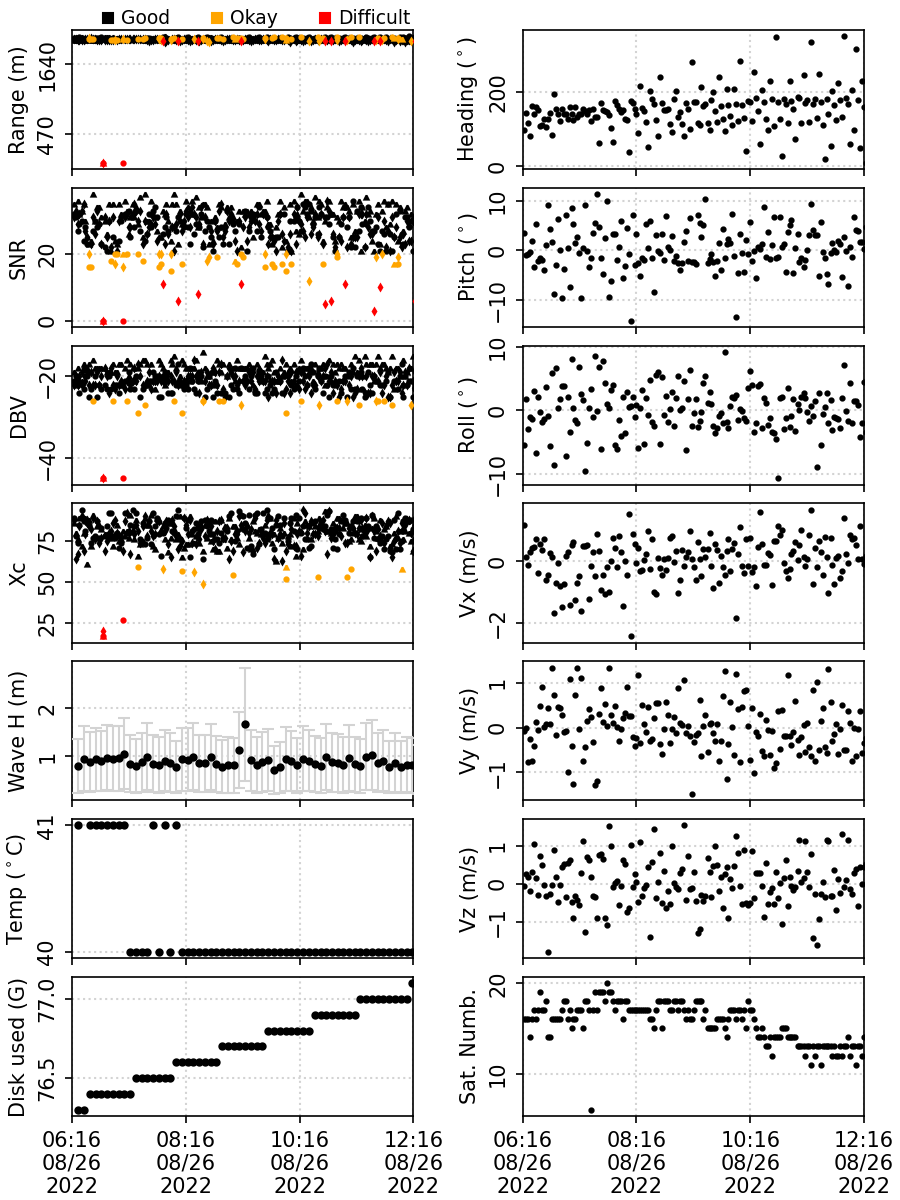 Good Okay Difficult
Range (m)
1640
470
Heading (°)
200
0
SNR
20
0
Pitch (°)
10
0
−10
DBV
−20
−40
Roll (°)
10
0
−10
Xc
75
50
25
Vx (m/s)
0
−2
Wave H (m)
2
1
Vy (m/s)
1
0
−1
Temp (°C)
41
40
Vz (m/s)
1
0
−1
Disk used (G)
77.0
76.5
Sat. Numb.
20
10
06:16 08:16 10:16 12:16
08/26 08/26 08/26 08/26
2022 2022 2022 2022
06:16 08:16 10:16 12:16
08/26 08/26 08/26 08/26
2022 2022 2022 2022